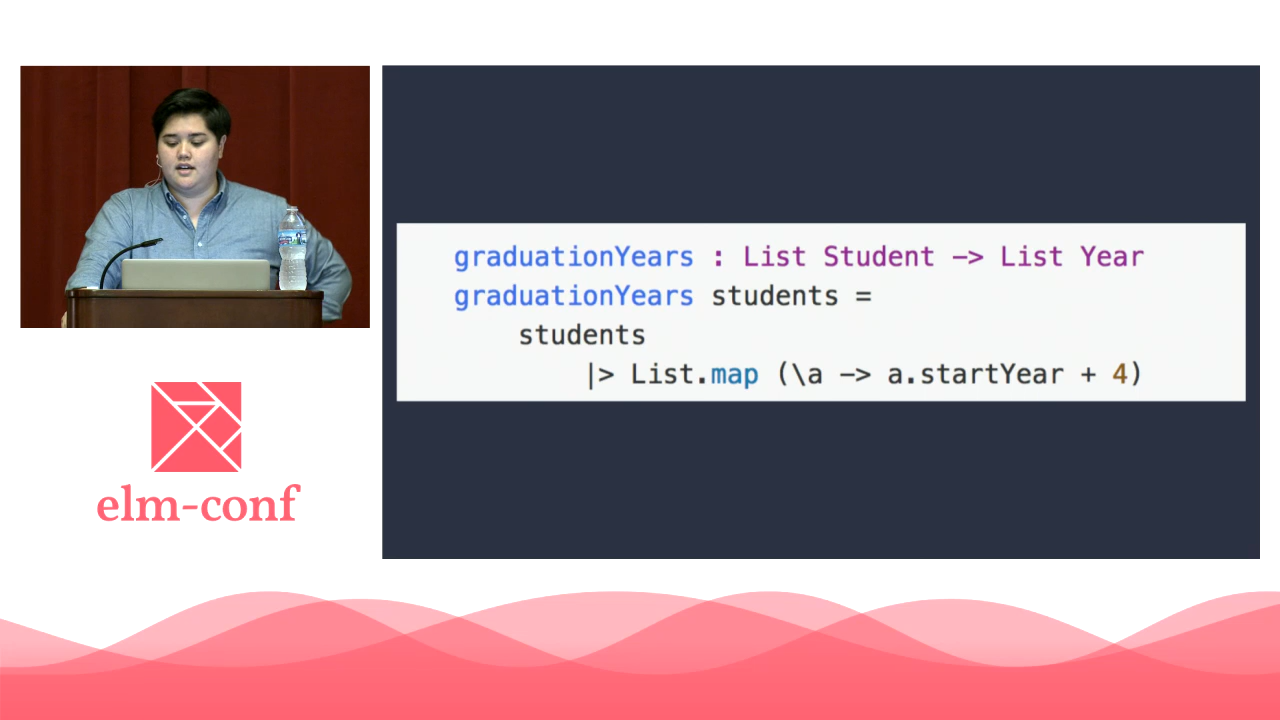 graduationYears : List Student -> List Year
graduationYears students =
students
|> List.map (\a -> a.startYear + 4)
elm-conf